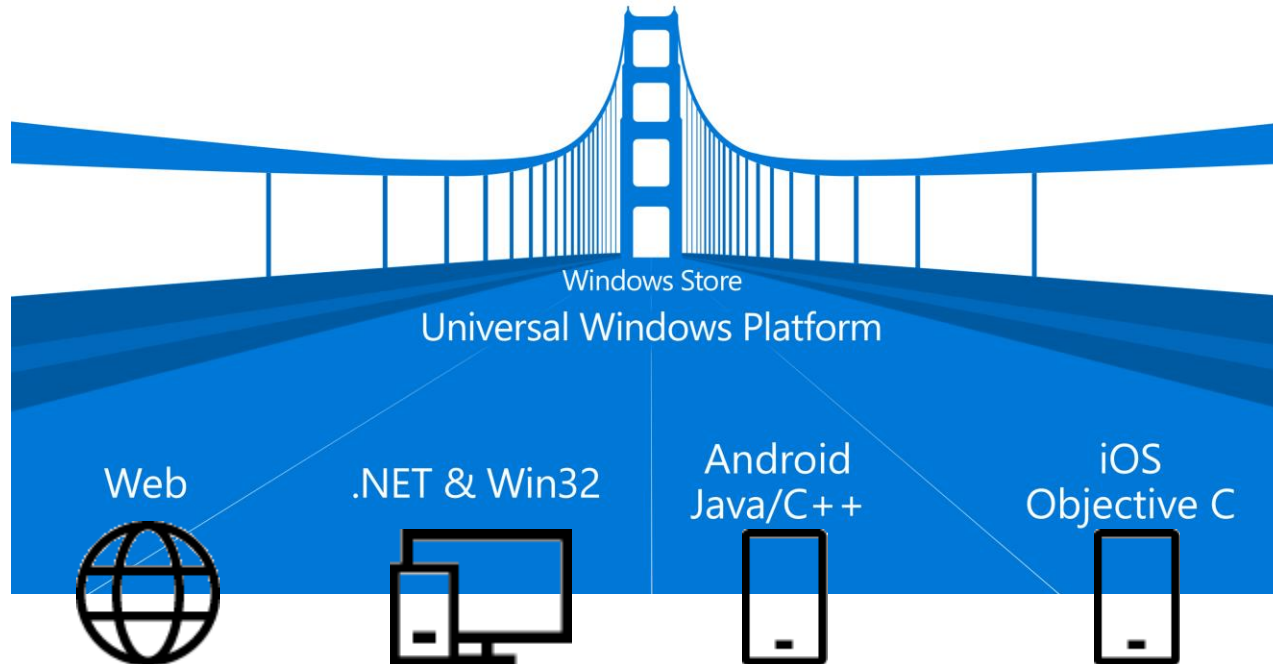 Windows Store
Universal Windows Platform
Web
.NET & Win32
Android
Java/C++
iOS
Objective C